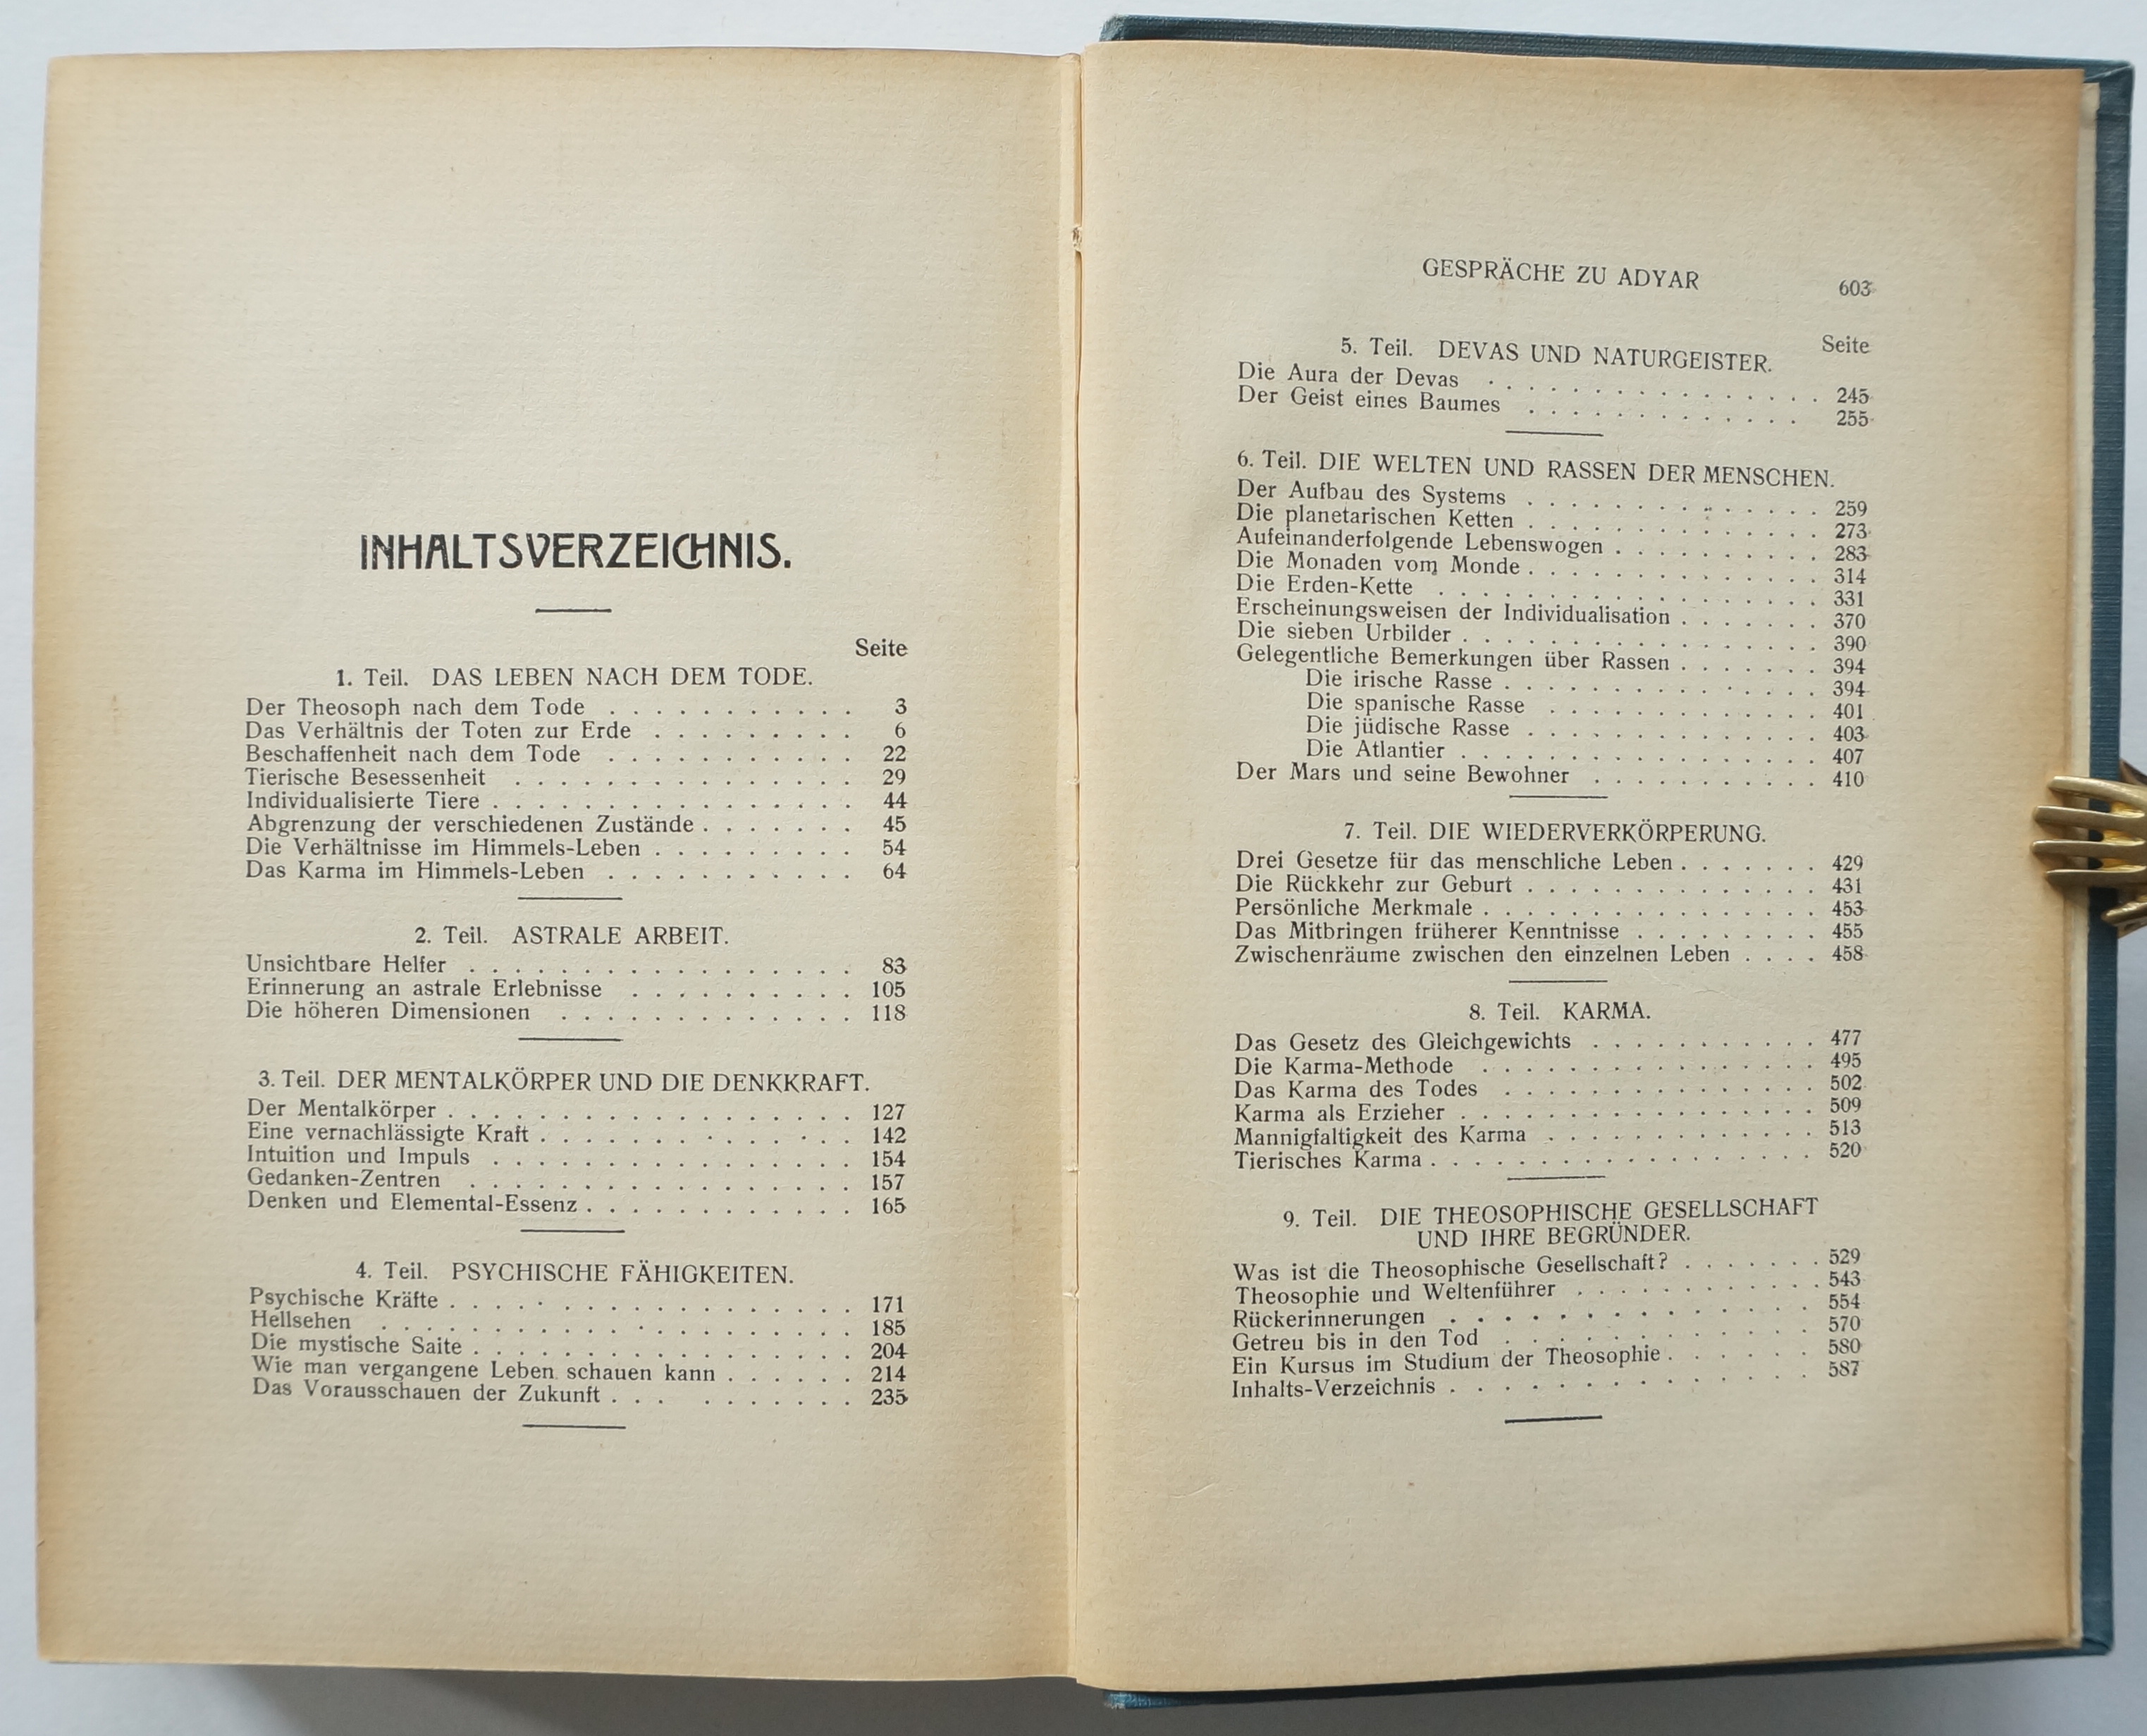 INHALTSVERZEICHNIS.
Seite
1. Teil. DAS LEBEN NACH DEM TODE.
Der Theosoph nach dem Tode . . . . . . . . . . . 3
Das Verhältnis der Toten zur Erde . . . . . . . . . 6
Beschaffenheit nach dem Tode . . . . . . . . . . . 22
Tierische Besessenheit . . . . . . . . . . . . . . . 29
Individualisierte Tiere . . . . . . . . . . . . . . . . 44
Abgrenzung der verschiedenen Zustände . . . . . . . 45
Die Verhältnisse im Himmels-Leben . . . . . . . . . 54
Das Karma im Himmels-Leben . . . . . . . . . . . 64
2. Teil. ASTRALE ARBEIT.
Unsichtbare Helfer . . . . . . . . . . . . . . . . . 83
Erinnerung an astrale Erlebnisse . . . . . . . . . . 105
Die höheren Dimensionen . . . . . . . . . . . . . 118
3. Teil. DER MENTALKÖRPER UND DIE DENKKRAFT.
Der Mentalkörper . . . . . . . . . . . . . . . . . . 127
Eine vernachlässigte Kraft . . . . . . . . . . . . . . 142
Intuition und Impuls . . . . . . . . . . . . . . . . 154
Gedanken-Zentren . . . . . . . . . . . . . . . . . 157
Denken und Elemental-Essenz . . . . . . . . . . . . 165
4. Teil. PSYCHISCHE FÄHIGKEITEN.
Psychische Kräfte . . . . . . . . . . . . . . . . . . 171
Hellsehen . . . . . . . . . . . . . . . . . . . . . 185
Die mystische Saite . . . . . . . . . . . . . . . . . 204
Wie man vergangene Leben schauen kann . . . . . . 214
Das Vorausschauen der Zukunft . . . . . . . . . . 235
GESPRÄCHE ZU ADYAR 603
Seite
5. Teil. DEVAS UND NATURGEISTER.
Die Aura der Devas . . . . . . . . . . . . . . . 245
Der Geist eines Baumes . . . . . . . . . . . . 255
6. Teil. DIE WELTEN UND RASSEN DER MENSCHEN.
Der Aufbau des Systems . . . . . . . . . . . . . 259
Die planetarischen Ketten . . . . . . . . . . . . . 273
Aufeinanderfolgende Lebenswogen . . . . . . . . . 283
Die Monaden vom Monde . . . . . . . . . . . . . 314
Die Erden-Kette . . . . . . . . . . . . . . . . . 331
Erscheinungsweisen der Individualisation . . . . . . . 370
Die sieben Urbilder . . . . . . . . . . . . . . . . 390
Gelegentliche Bemerkungen über Rassen . . . . . . . 394
Die irische Rasse . . . . . . . . . . . . . . 394
Die spanische Rasse . . . . . . . . . . . . 401
Die jüdische Rasse . . . . . . . . . . . . . 403
Die Atlantier . . . . . . . . . . . . . . . . 407
Der Mars und seine Bewohner . . . . . . . . . . 410
7. Teil. DIE WIEDERVERKÖRPERUNG.
Drei Gesetze für das menschliche Leben . . . . . . . 429
Die Rückkehr zur Geburt . . . . . . . . . . . . . 431
Persönliche Merkmale . . . . . . . . . . . . . . . 453
Das Mitbringen früherer Kenntnisse . . . . . . . . . 455
Zwischenräume zwischen den einzelnen Leben . . . . 458
8. Teil. KARMA.
Das Gesetz des Gleichgewichts . . . . . . . . . . 477
Die Karma-Methode . . . . . . . . . . . . . . . 495
Das Karma des Todes . . . . . . . . . . . . . . 502
Karma als Erzieher . . . . . . . . . . . . . . . . 509
Mannigfaltigkeit des Karma . . . . . . . . . . . . 513
Tierisches Karma . . . . . . . . . . . . . . . . . 520
9. Teil. DIE THEOSOPHISCHE GESELLSCHAFT
UND IHRE BEGRÜNDER.
Was ist die Theosophische Gesellschaft? . . . . . . . 529
Theosophie und Weltenführer . . . . . . . . . . . 543
Rückerinnerungen . . . . . . . . . . . . . . . . 554
Getreu bis in den Tod . . . . . . . . . . . . . . 570
Ein Kursus im Studium der Theosophie . . . . . . . 580
Inhalts-Verzeichnis . . . . . . . . . . . . . . . . 587